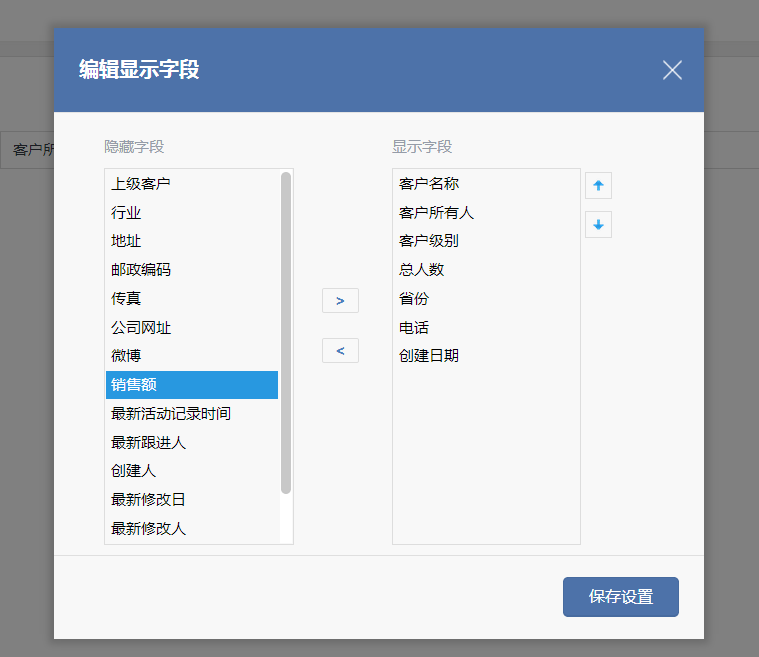 编辑显示字段
客户所
隐藏字段
上级客户
行业
地址
邮政编码
传真
公司网址
微博
销售额
最新活动记录时间
最新跟进人
创建人
最新修改日
最新修改人
>
<
显示字段
客户名称
客户所有人
客户级别
总人数
省份
电话
创建日期
保存设置